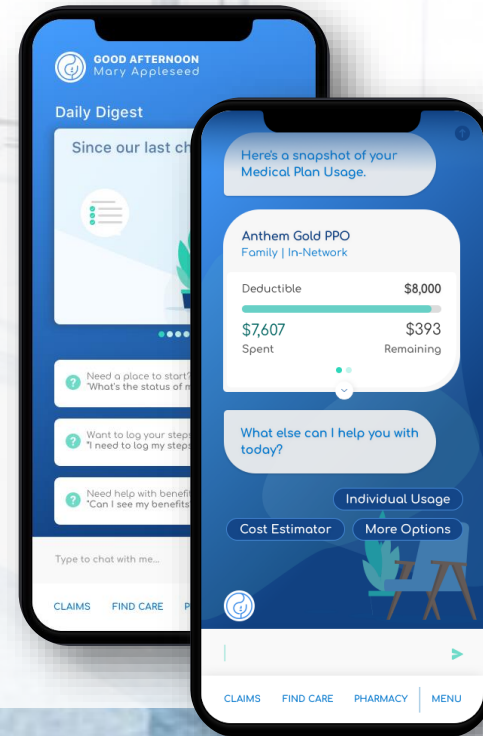 GOOD AFTERNOON
Mary Appleseed
Daily Digest
Since our last ch
Need a place to start?
"What's the status of m
Want to log your steps
"I need to log my steps
Need help with benefit
"Can I see my benefits
Type to chat with me...
CLAIMS FIND CARE P
Here's a snapshot of your
Medical Plan Usage.
Anthem Gold PPO
Family | In-Network
Deductible $8,000
$7,607 $393
Spent Remaining
What else can I help you with
today?
Individual Usage
Cost Estimator More Options
CLAIMS FIND CARE PHARMACY MENU